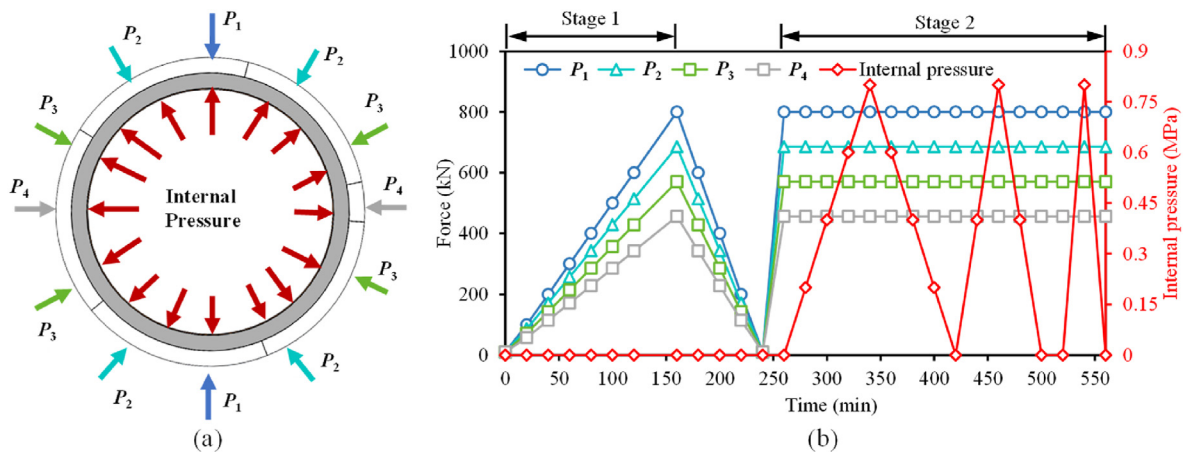 P1
P2
P2
P3
P3
P4
P4
Internal
Pressure
P3
P3
P2
P2
P1
(a)
Stage 1
Stage 2
P1 P2 P3 P4 Internal pressure
Force (kN)
1000
800
600
400
200
0
0 50 100 150 200 250 300 350 400 450 500 550
Time (min)
0.9
0.75
0.6
0.45
0.3
0.15
0
Internal pressure (MPa)
(b)